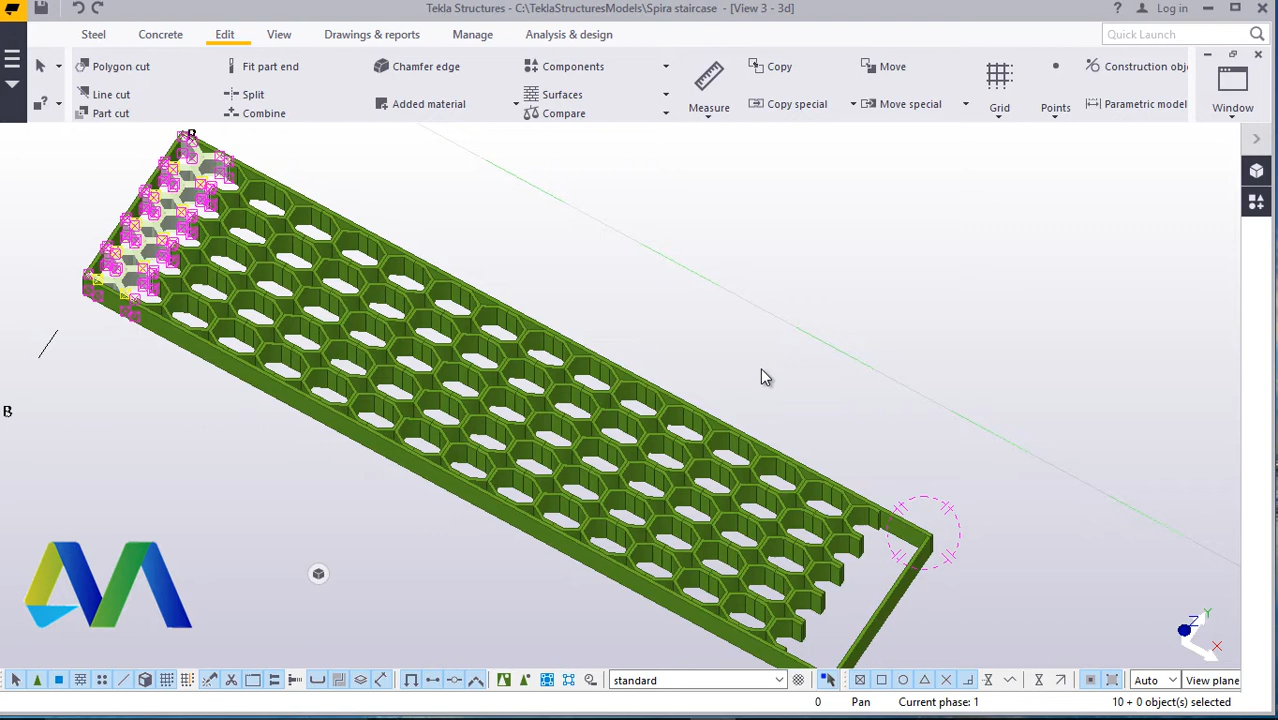 Tekla Structures - C:\TeklaStructuresModels\Spira staircase - [View 3 - 3d]
? Log in
Steel Concrete Edit View Drawings & reports Manage Analysis & design Quick Launch
Polygon cut Fit part end Chamfer edge Components Copy Move Construction obj
Line cut Split Added material Surfaces Measure Copy special Move special Grid Points Parametric model Window
Part cut Combine Compare
B
B
AM
Z Y
X
standard Auto View plane
0 Pan Current phase: 1 10 + 0 object(s) selected